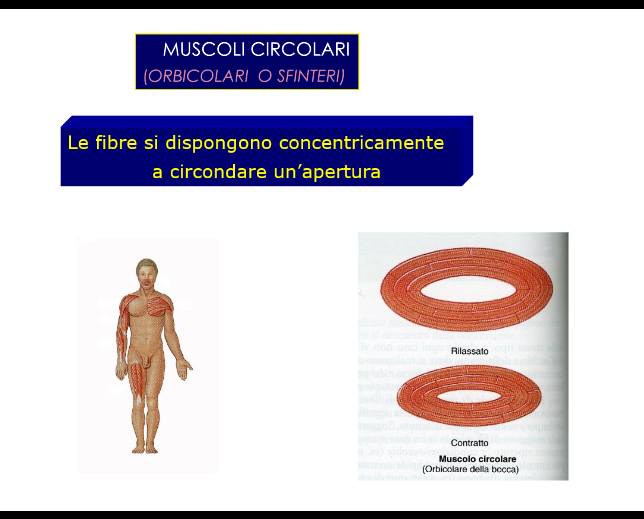 MUSCOLI CIRCOLARI
(ORBICOLARI O SFINTERI)
Le fibre si dispongono concentricamente
a circondare un’apertura
Rilassato
Contratto
Muscolo circolare
(Orbicolare della bocca)